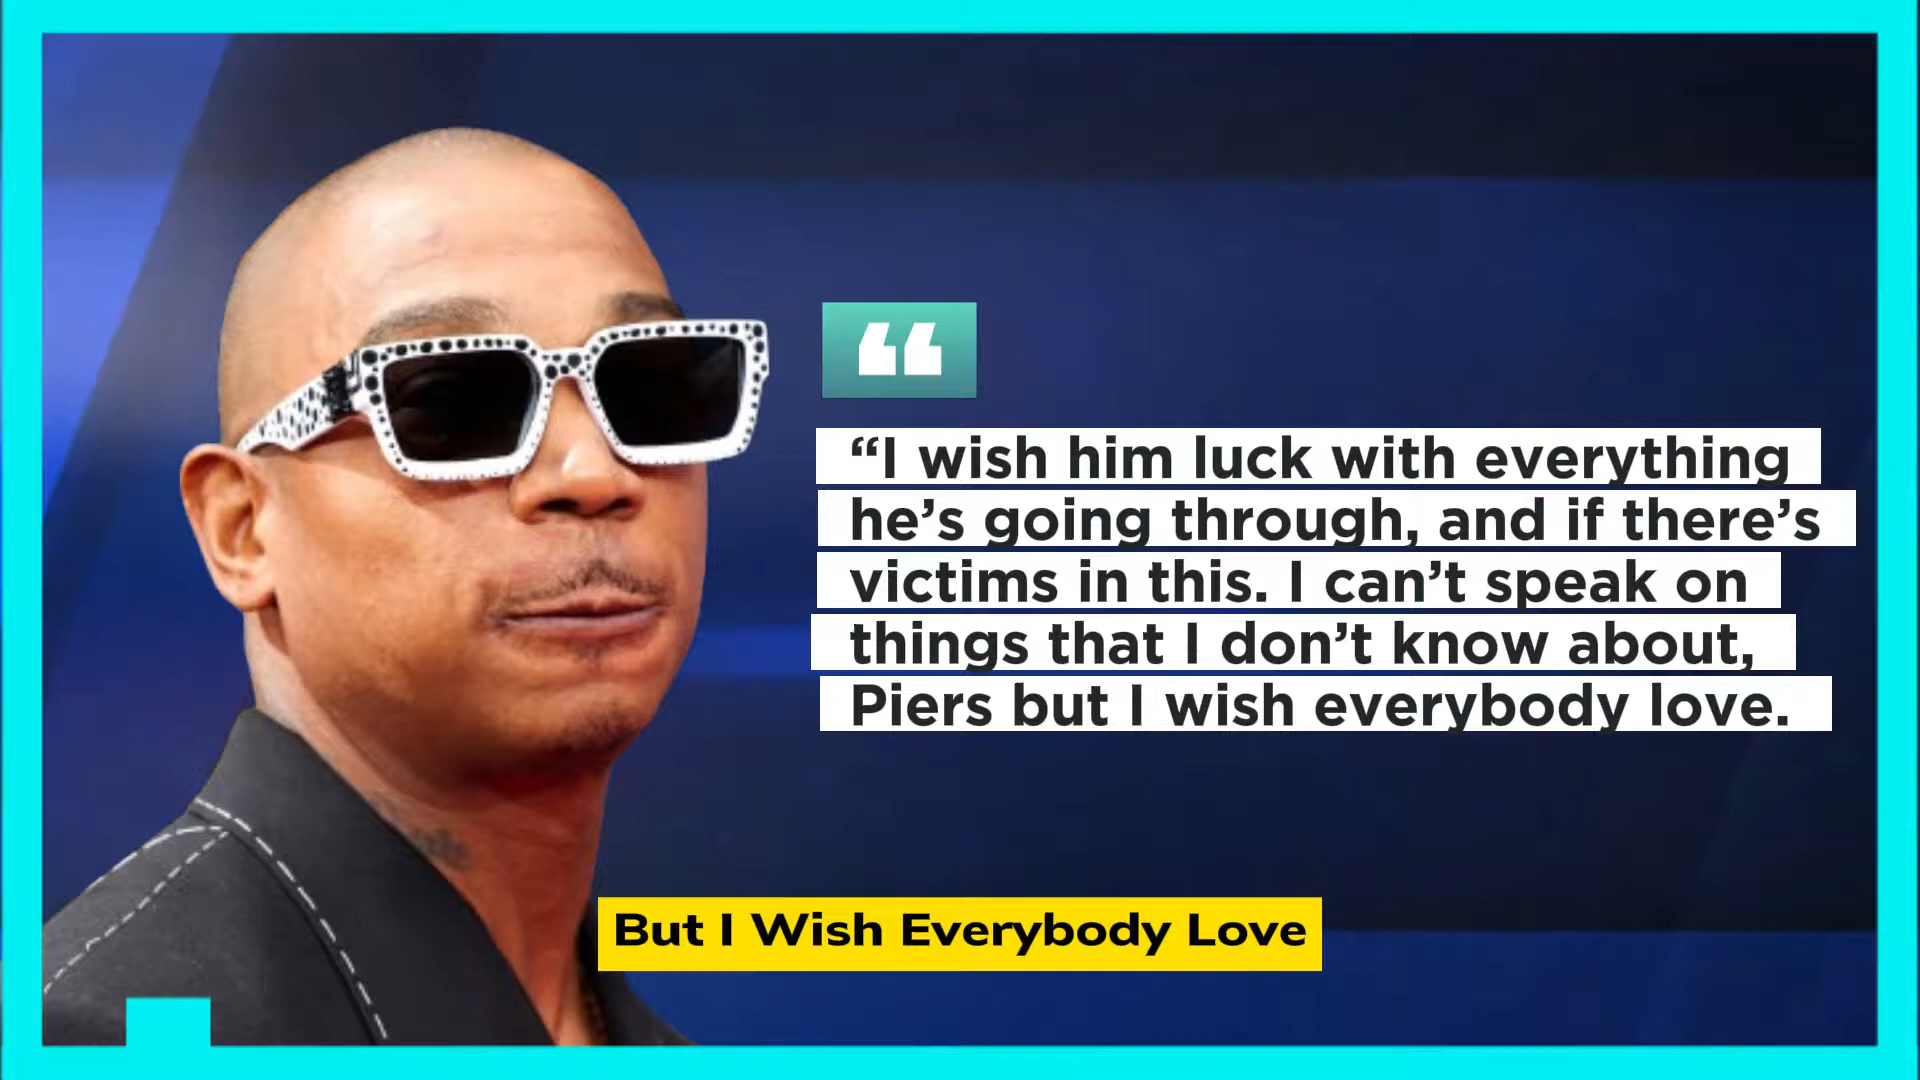 “I wish him luck with everything
he’s going through, and if there’s
victims in this. I can’t speak on
things that I don’t know about,
Piers but I wish everybody love.
But I Wish Everybody Love